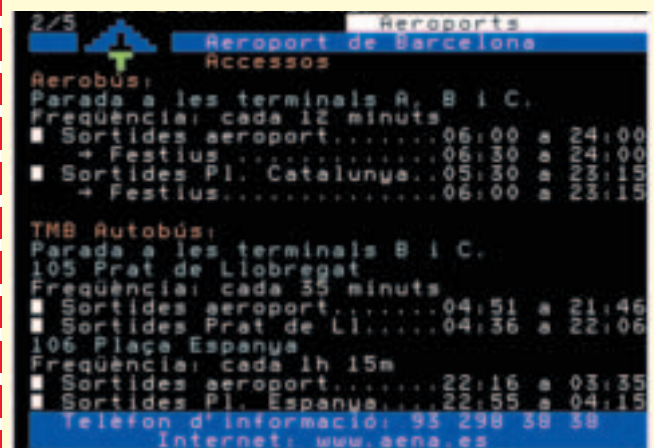 2/5 Aeroports
Aeroport de Barcelona
Accessos
Aerobús:
Parada a les terminals A, B i C.
Freqüència: cada 12 minuts
Sortides aeroport.......06:00 a 24:00
→ Festius.............06:30 a 24:00
Sortides Pl. Catalunya..05:30 a 23:15
→ Festius.............06:00 a 23:15
TMB Autobús:
Parada a les terminals B i C.
105 Prat de Llobregat
Freqüència: cada 35 minuts
Sortides aeroport.......04:51 a 21:46
Sortides Prat de Ll.....04:36 a 22:06
106 Plaça Espanya
Freqüència: cada 1h 15m
Sortides aeroport.......22:16 a 03:35
Sortides Pl. Espanya....22:55 a 04:15
Telèfon d'informació: 93 298 38 38
Internet: www.aena.es